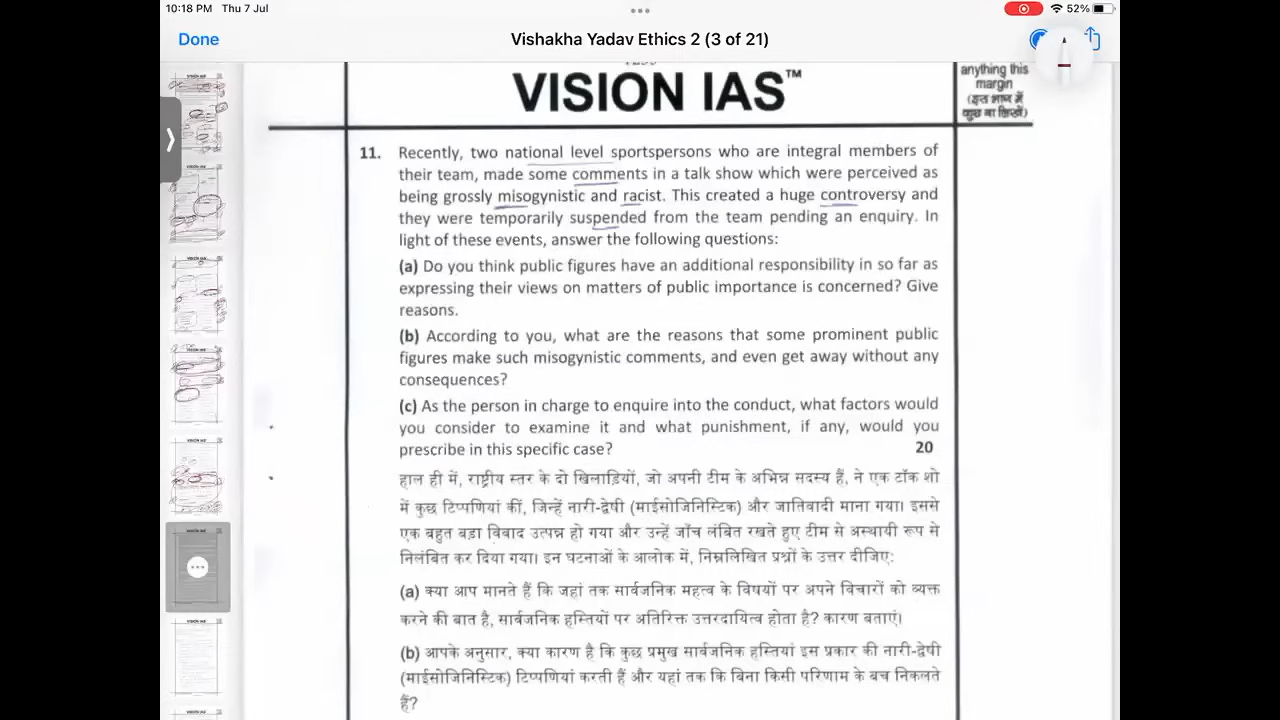 10:18 PM Thu 7 Jul
52%
Done
Vishakha Yadav Ethics 2 (3 of 21)
VISION IAS™
anything this
margin
(इस भाग में
कुछ ना लिखें)
11. Recently, two national level sportspersons who are integral members of
their team, made some comments in a talk show which were perceived as
being grossly misogynistic and racist. This created a huge controversy and
they were temporarily suspended from the team pending an enquiry. In
light of these events, answer the following questions:
(a) Do you think public figures have an additional responsibility in so far as
expressing their views on matters of public importance is concerned? Give
reasons.
(b) According to you, what are the reasons that some prominent public
figures make such misogynistic comments, and even get away without any
consequences?
(c) As the person in charge to enquire into the conduct, what factors would
you consider to examine it and what punishment, if any, would you
prescribe in this specific case? 20
हाल ही में, राष्ट्रीय स्तर के दो खिलाड़ियों, जो अपनी टीम के अभिन्न सदस्य हैं, ने एक टॉक शो
में कुछ टिप्पणियां कीं, जिन्हें नारी-द्वेषी (माईसोजिनिस्टिक) और जातिवादी माना गया। इससे
एक बहुत बड़ा विवाद उत्पन्न हो गया और उन्हें जाँच लंबित रखते हुए टीम से अस्थायी रूप से
निलंबित कर दिया गया। इन घटनाओं के आलोक में, निम्नलिखित प्रश्नों के उत्तर दीजिए:
(a) क्या आप मानते हैं कि जहां तक सार्वजनिक महत्व के विषयों पर अपने विचारों को व्यक्त
करने की बात है, सार्वजनिक हस्तियों पर अतिरिक्त उत्तरदायित्व होता है? कारण बताएं।
(b) आपके अनुसार, क्या कारण है कि कुछ प्रमुख सार्वजनिक हस्तियां इस प्रकार की नारी-द्वेषी
(माईसोजिनिस्टिक) टिप्पणियां करती हैं और यहां तक कि बिना किसी परिणाम के बच निकलते
हैं?